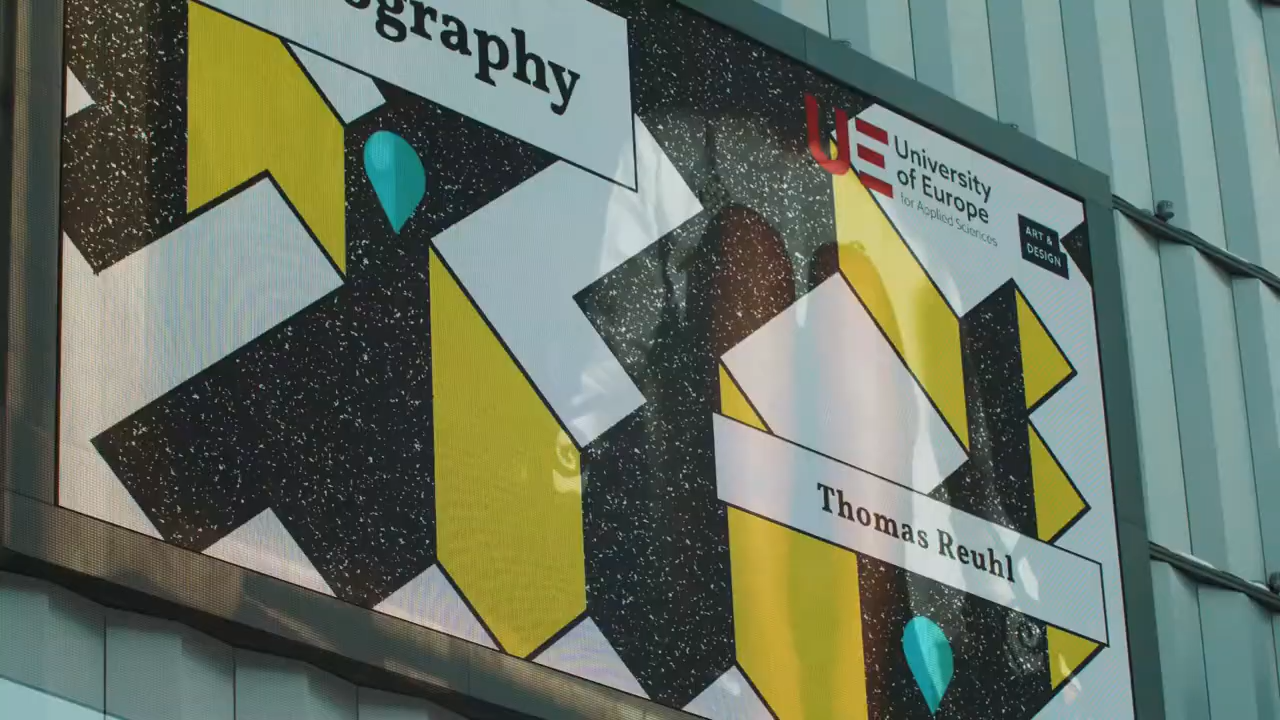 ography
UE
University
of Europe
for Applied Sciences
ART &
DESIGN
Thomas Reuhl